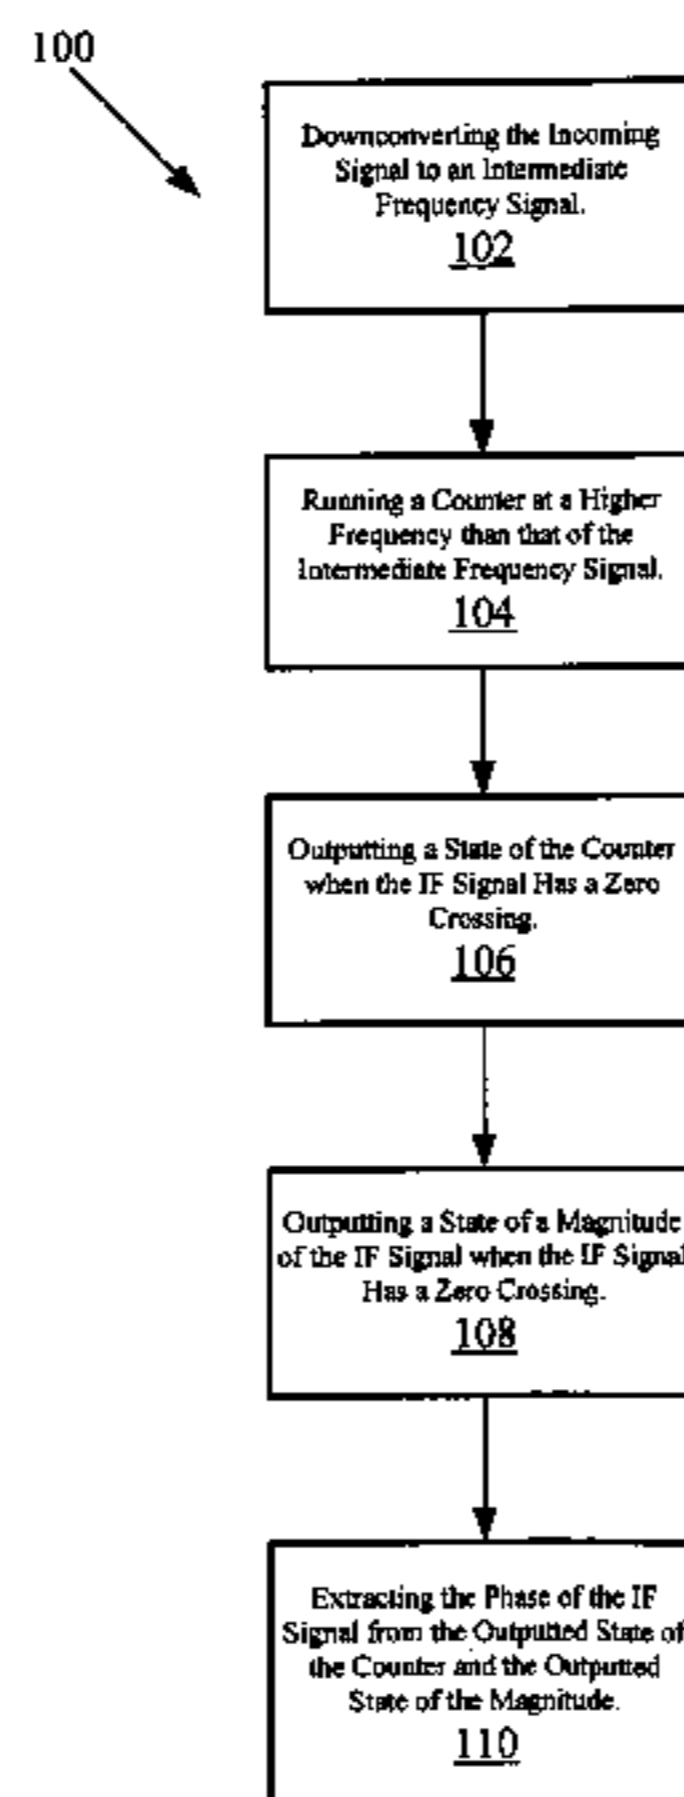 100
Downconverting the Incoming
Signal to an Intermediate
Frequency Signal.
102
Running a Counter at a Higher
Frequency than that of the
Intermediate Frequency Signal.
104
Outputting a State of the Counter
when the IF Signal Has a Zero
Crossing.
106
Outputting a State of a Magnitude
of the IF Signal when the IF Signal
Has a Zero Crossing.
108
Extracting the Phase of the IF
Signal from the Outputted State of
the Counter and the Outputted
State of the Magnitude.
110